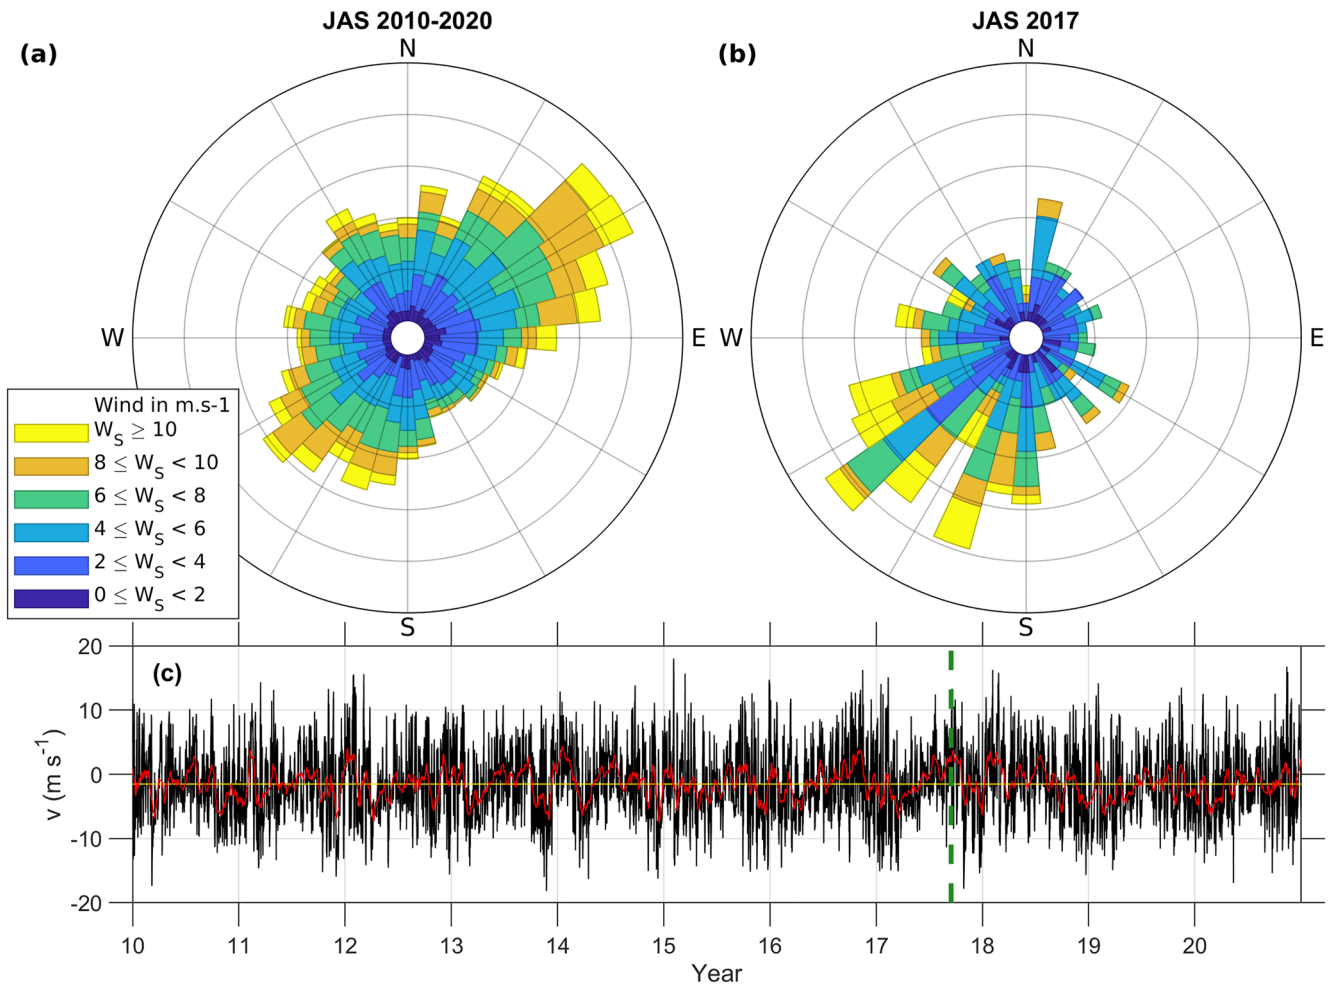 JAS 2010-2020
JAS 2017
(a)
N
(b)
N
W
E
W
E
Wind in m.s-1
W_S ≥ 10
8 ≤ W_S < 10
6 ≤ W_S < 8
4 ≤ W_S < 6
2 ≤ W_S < 4
0 ≤ W_S < 2
S
S
(c)
20
10
0
-10
-20
v (m s⁻¹)
10 11 12 13 14 15 16 17 18 19 20
Year